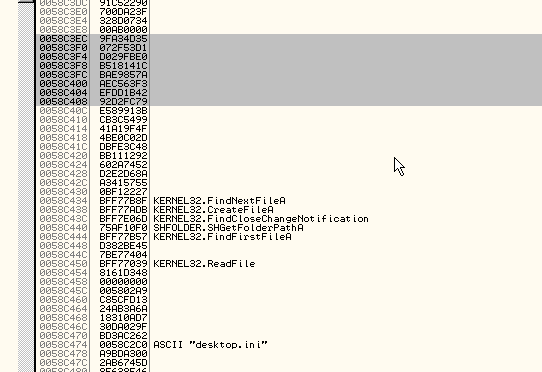 0058C3DC 91C52290
0058C3E0 700DA23F
0058C3E4 328D0734
0058C3E8 00AB0000
0058C3EC 9FA34D35
0058C3F0 072F53D1
0058C3F4 D029FBE0
0058C3F8 B518141C
0058C3FC BAE9857A
0058C400 AEC563F3
0058C404 EFDD1B42
0058C408 92D2FC79
0058C40C E589913B
0058C410 CB3C5499
0058C414 41A19F4F
0058C418 4BE0C02D
0058C41C DBFE3C48
0058C420 BB111292
0058C424 602A7452
0058C428 D2E2D68A
0058C42C A3415755
0058C430 0BF12227
0058C434 BFF77B8F KERNEL32.FindNextFileA
0058C438 BFF77ADB KERNEL32.CreateFileA
0058C43C BFF7E06D KERNEL32.FindCloseChangeNotification
0058C440 75AF10F0 SHFOLDER.SHGetFolderPathA
0058C444 BFF77B57 KERNEL32.FindFirstFileA
0058C448 D382BE45
0058C44C 7BE77404
0058C450 BFF77039 KERNEL32.ReadFile
0058C454 8161D348
0058C458 00000000
0058C45C 005802A9
0058C460 C85CFD13
0058C464 24AB3A6A
0058C468 18310AD7
0058C46C 30DA029F
0058C470 BD3AC262
0058C474 0058C2C0 ASCII "desktop.ini"
0058C478 A9BDA300
0058C47C 2AB6745D